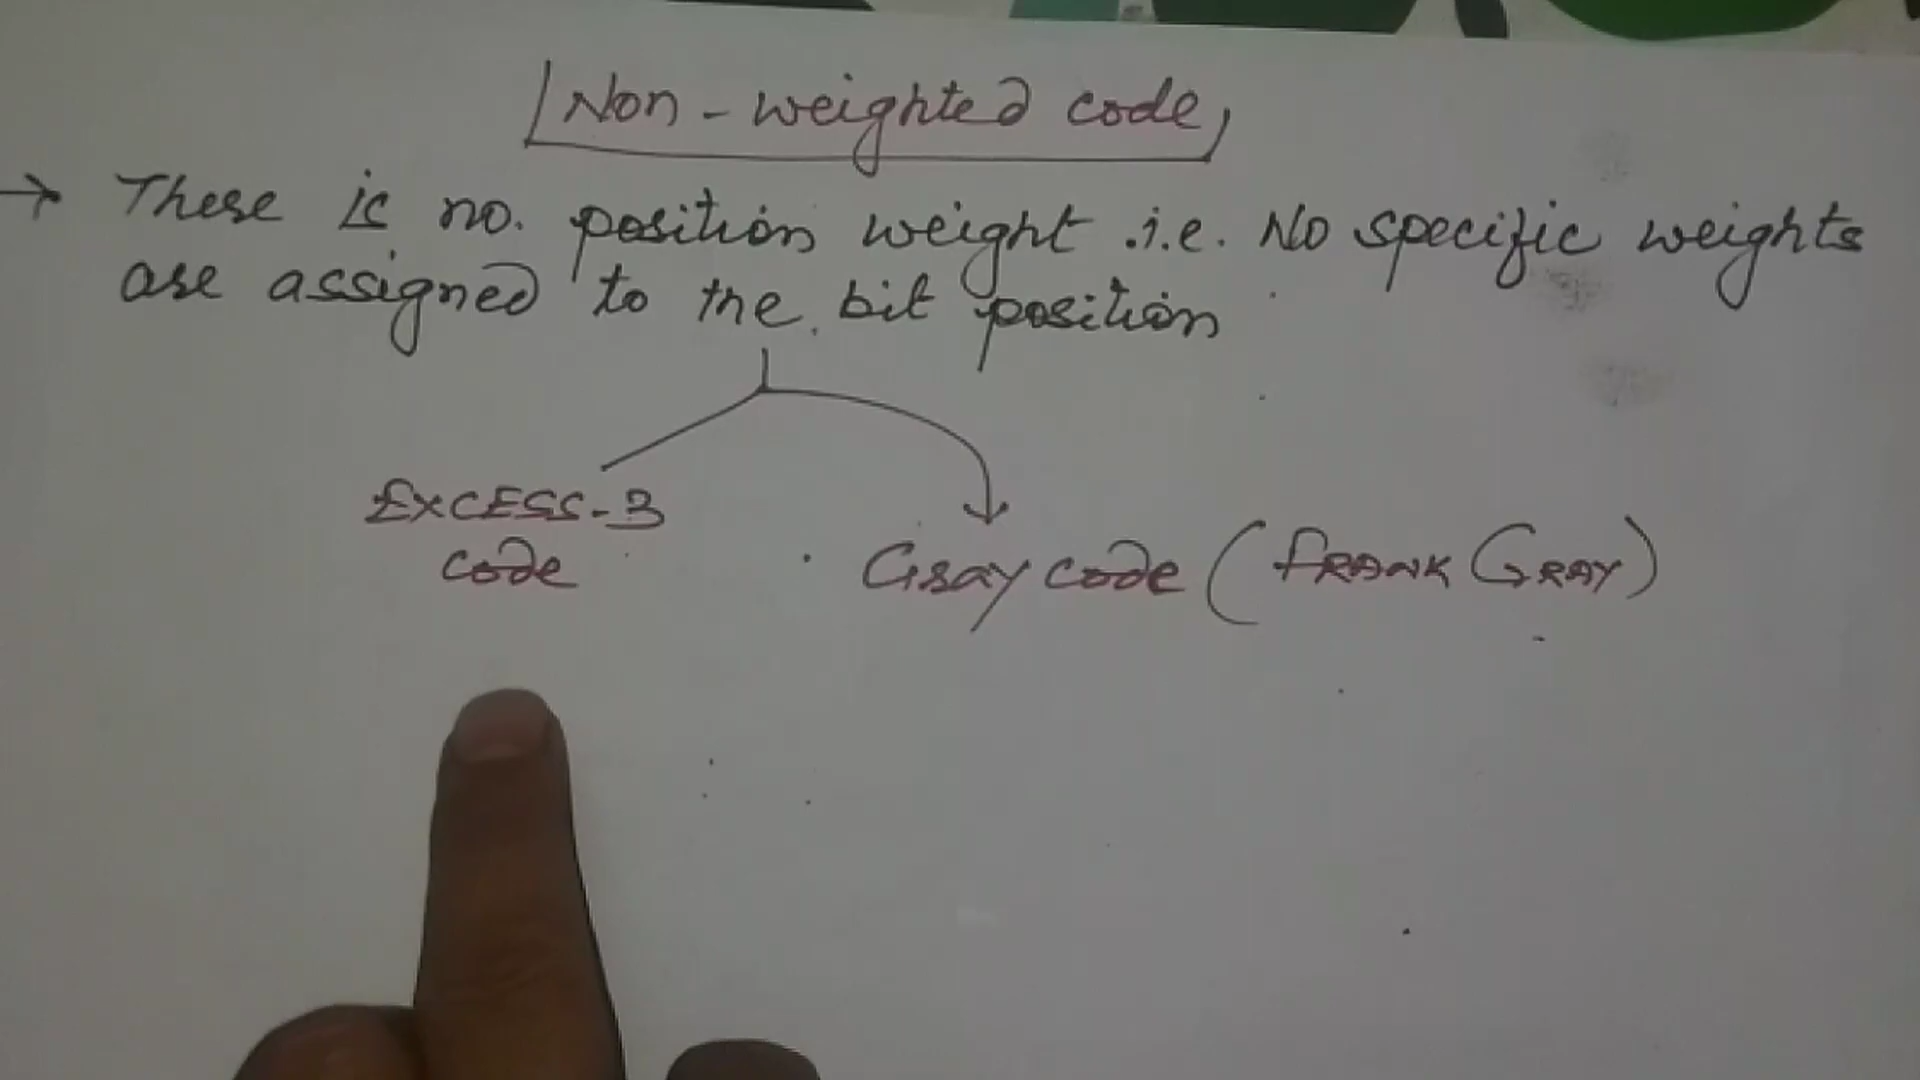 Non-weighted code
→ There is no. position weight i.e. No specific weights
are assigned to the bit position
EXCESS-3
code
Gray code (FRANK GRAY)